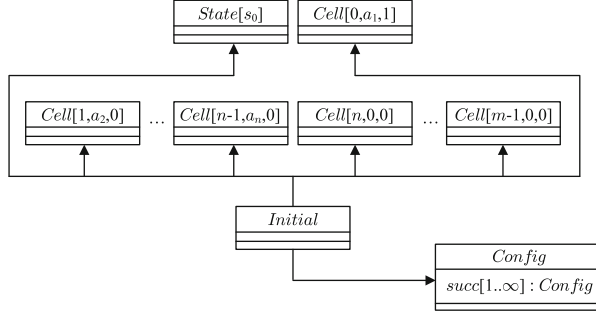 State[s₀] Cell[0,a₁,1]
Cell[1,a₂,0] ... Cell[n-1,aₙ,0] Cell[n,0,0] ... Cell[m-1,0,0]
Initial
Config
succ[1..∞] : Config